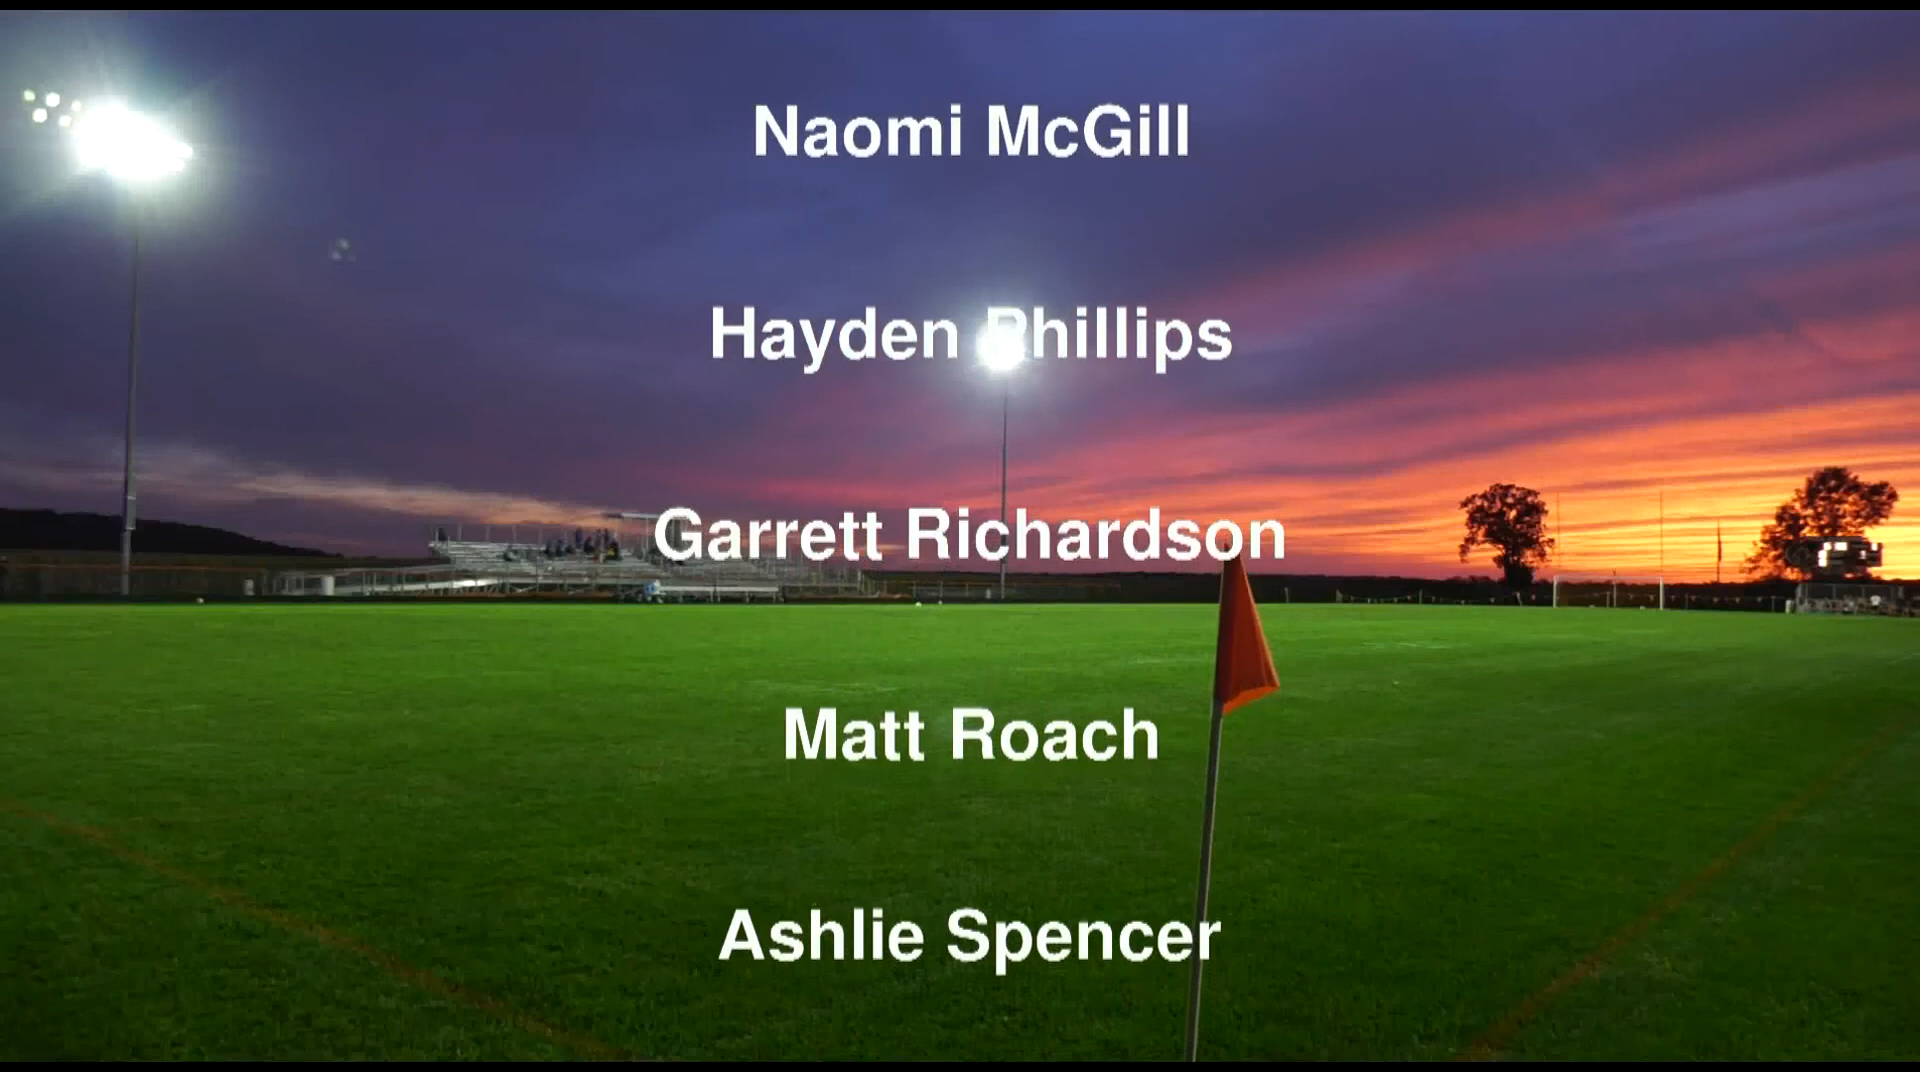 Naomi McGill
Hayden Phillips
Garrett Richardson
Matt Roach
Ashlie Spencer